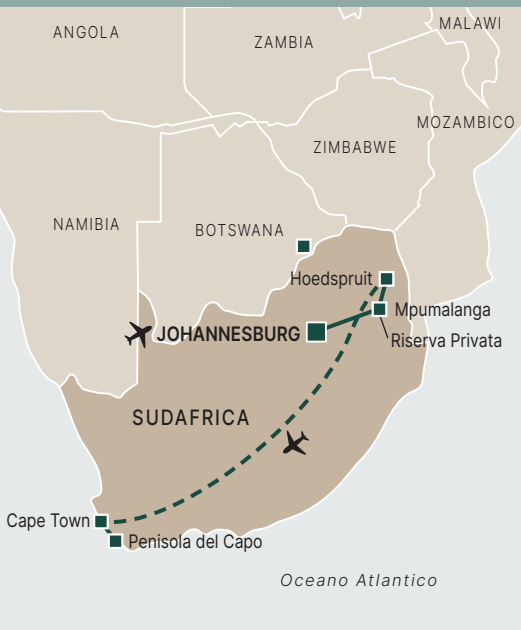 MALAWI
ANGOLA
ZAMBIA
MOZAMBICO
ZIMBABWE
NAMIBIA
BOTSWANA
Hoedspruit
Mpumalanga
JOHANNESBURG
Riserva Privata
SUDAFRICA
Cape Town
Penisola del Capo
Oceano Atlantico